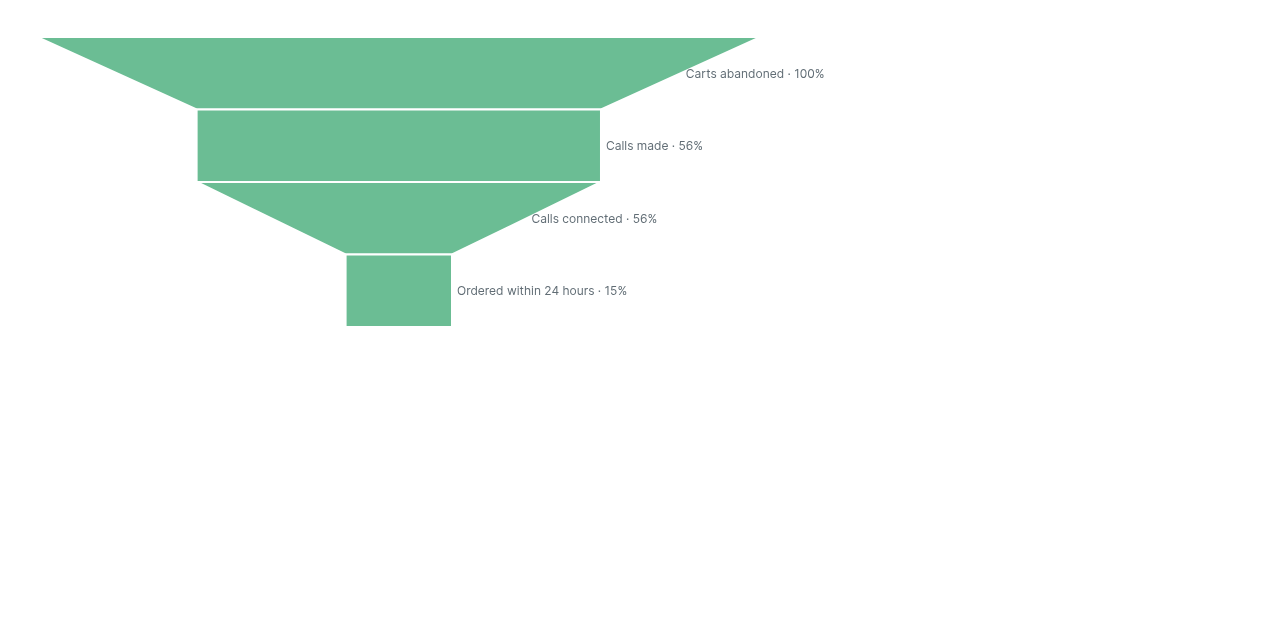 Carts abandoned · 100%
Calls made · 56%
Calls connected · 56%
Ordered within 24 hours · 15%